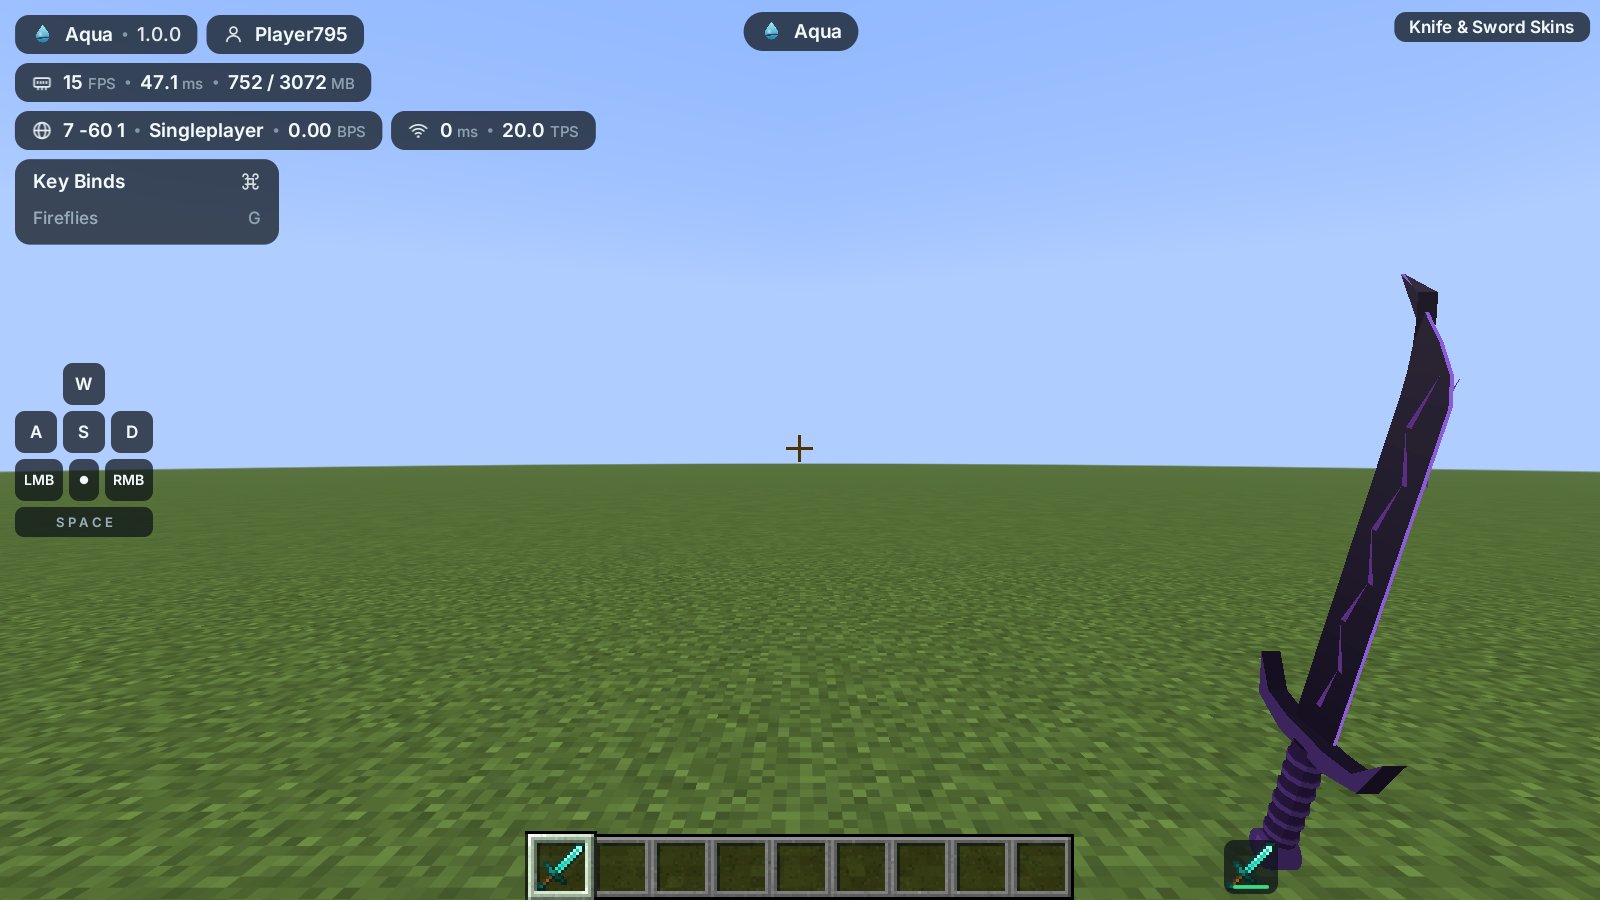 Aqua • 1.0.0
Player795
Aqua
Knife & Sword Skins
15 FPS • 47.1 ms • 752 / 3072 MB
7 -60 1 • Singleplayer • 0.00 BPS
0 ms • 20.0 TPS
Key Binds ⌘
Fireflies G
W
A S D
LMB RMB
SPACE